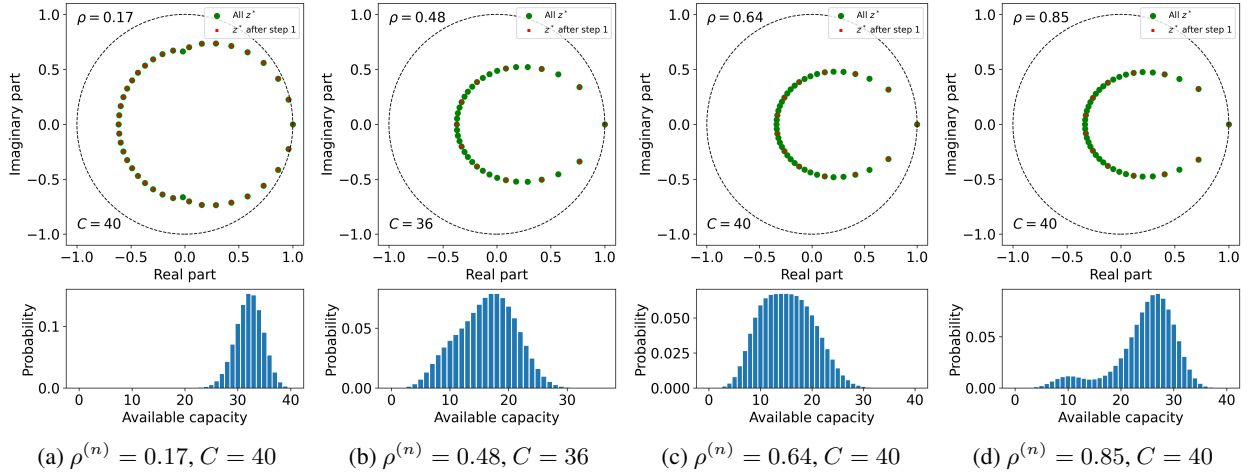 ρ = 0.17
All z*
z* after step 1
1.0
0.5
0.0
−0.5
−1.0
Imaginary part
C = 40
−1.0 −0.5 0.0 0.5 1.0
Real part
ρ = 0.48
All z*
z* after step 1
1.0
0.5
0.0
−0.5
−1.0
Imaginary part
C = 36
−1.0 −0.5 0.0 0.5 1.0
Real part
ρ = 0.64
All z*
z* after step 1
1.0
0.5
0.0
−0.5
−1.0
Imaginary part
C = 40
−1.0 −0.5 0.0 0.5 1.0
Real part
ρ = 0.85
All z*
z* after step 1
1.0
0.5
0.0
−0.5
−1.0
Imaginary part
C = 40
−1.0 −0.5 0.0 0.5 1.0
Real part
Probability
0.1
0.0
0 10 20 30 40
Available capacity
Probability
0.05
0.00
0 10 20 30
Available capacity
Probability
0.050
0.025
0.000
0 10 20 30 40
Available capacity
Probability
0.05
0.00
0 10 20 30 40
Available capacity
(a) ρ^(n) = 0.17, C = 40
(b) ρ^(n) = 0.48, C = 36
(c) ρ^(n) = 0.64, C = 40
(d) ρ^(n) = 0.85, C = 40